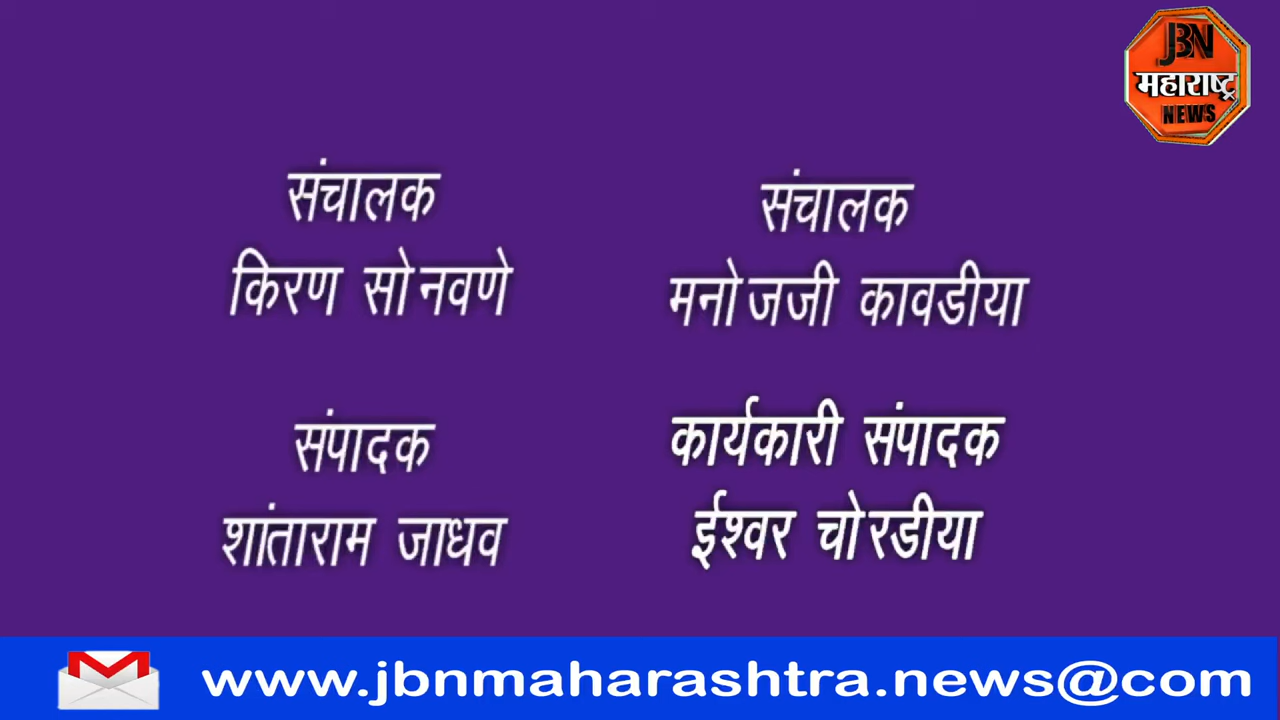 JBN
महाराष्ट्र
NEWS
संचालक
किरण सोनवणे
संचालक
मनोजजी कावडीया
संपादक
शांताराम जाधव
कार्यकारी संपादक
ईश्वर चोरडीया
www.jbnmaharashtra.news@com